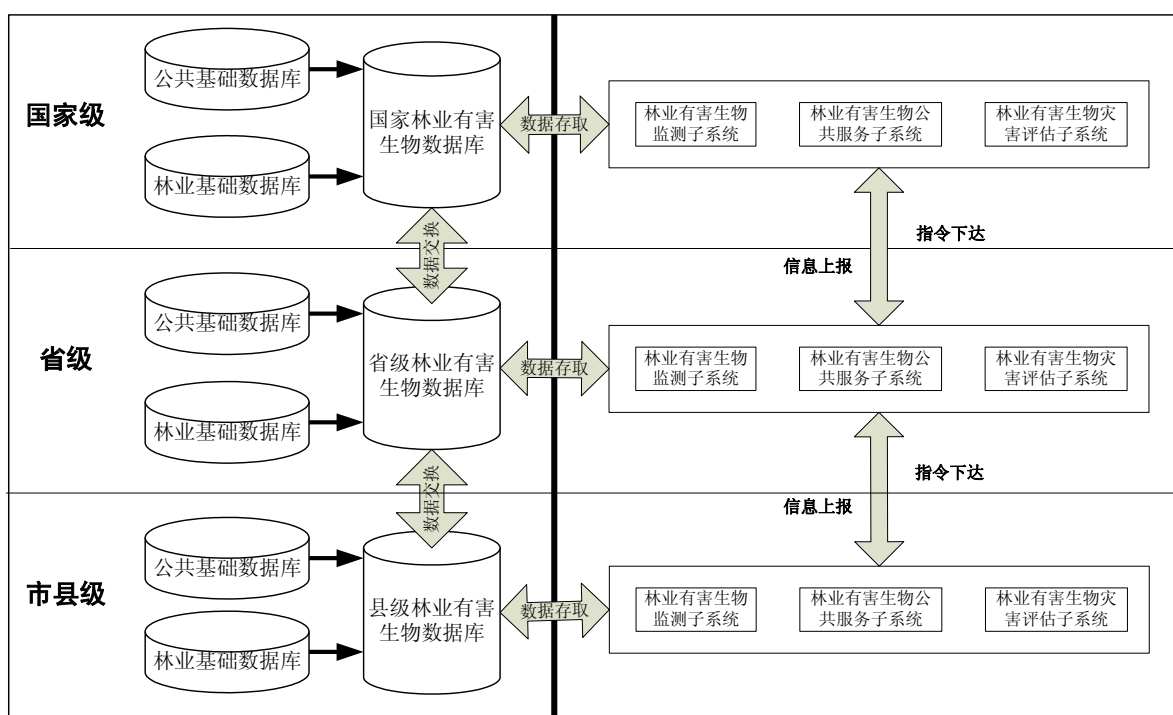 国家级
公共基础数据库
林业基础数据库
国家林业有害
生物数据库
数据存取
林业有害生物
监测子系统
林业有害生物公
共服务子系统
林业有害生物灾
害评估子系统
数据交换
指令下达
信息上报
省级
公共基础数据库
林业基础数据库
省级林业有害
生物数据库
数据存取
林业有害生物
监测子系统
林业有害生物公
共服务子系统
林业有害生物灾
害评估子系统
数据交换
指令下达
信息上报
市县级
公共基础数据库
林业基础数据库
县级林业有害
生物数据库
数据存取
林业有害生物
监测子系统
林业有害生物公
共服务子系统
林业有害生物灾
害评估子系统